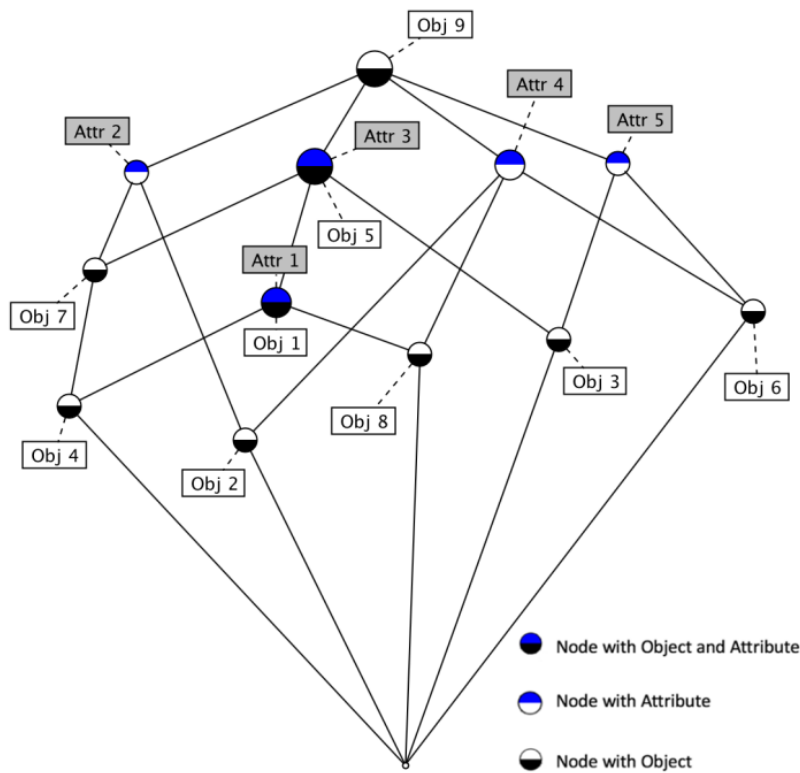 Obj 9
Attr 4
Attr 5
Attr 2
Attr 3
Obj 5
Attr 1
Obj 7
Obj 1
Obj 3
Obj 6
Obj 8
Obj 4
Obj 2
Node with Object and Attribute
Node with Attribute
Node with Object